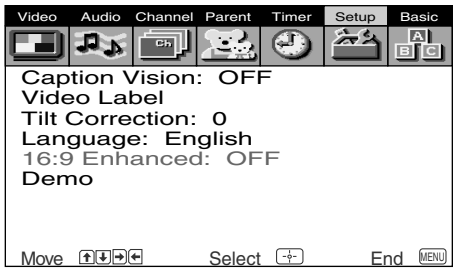 Video Audio Channel Parent Timer Setup Basic
Ch
A
B C
Caption Vision: OFF
Video Label
Tilt Correction: 0
Language: English
16:9 Enhanced: OFF
Demo
Move Select End MENU